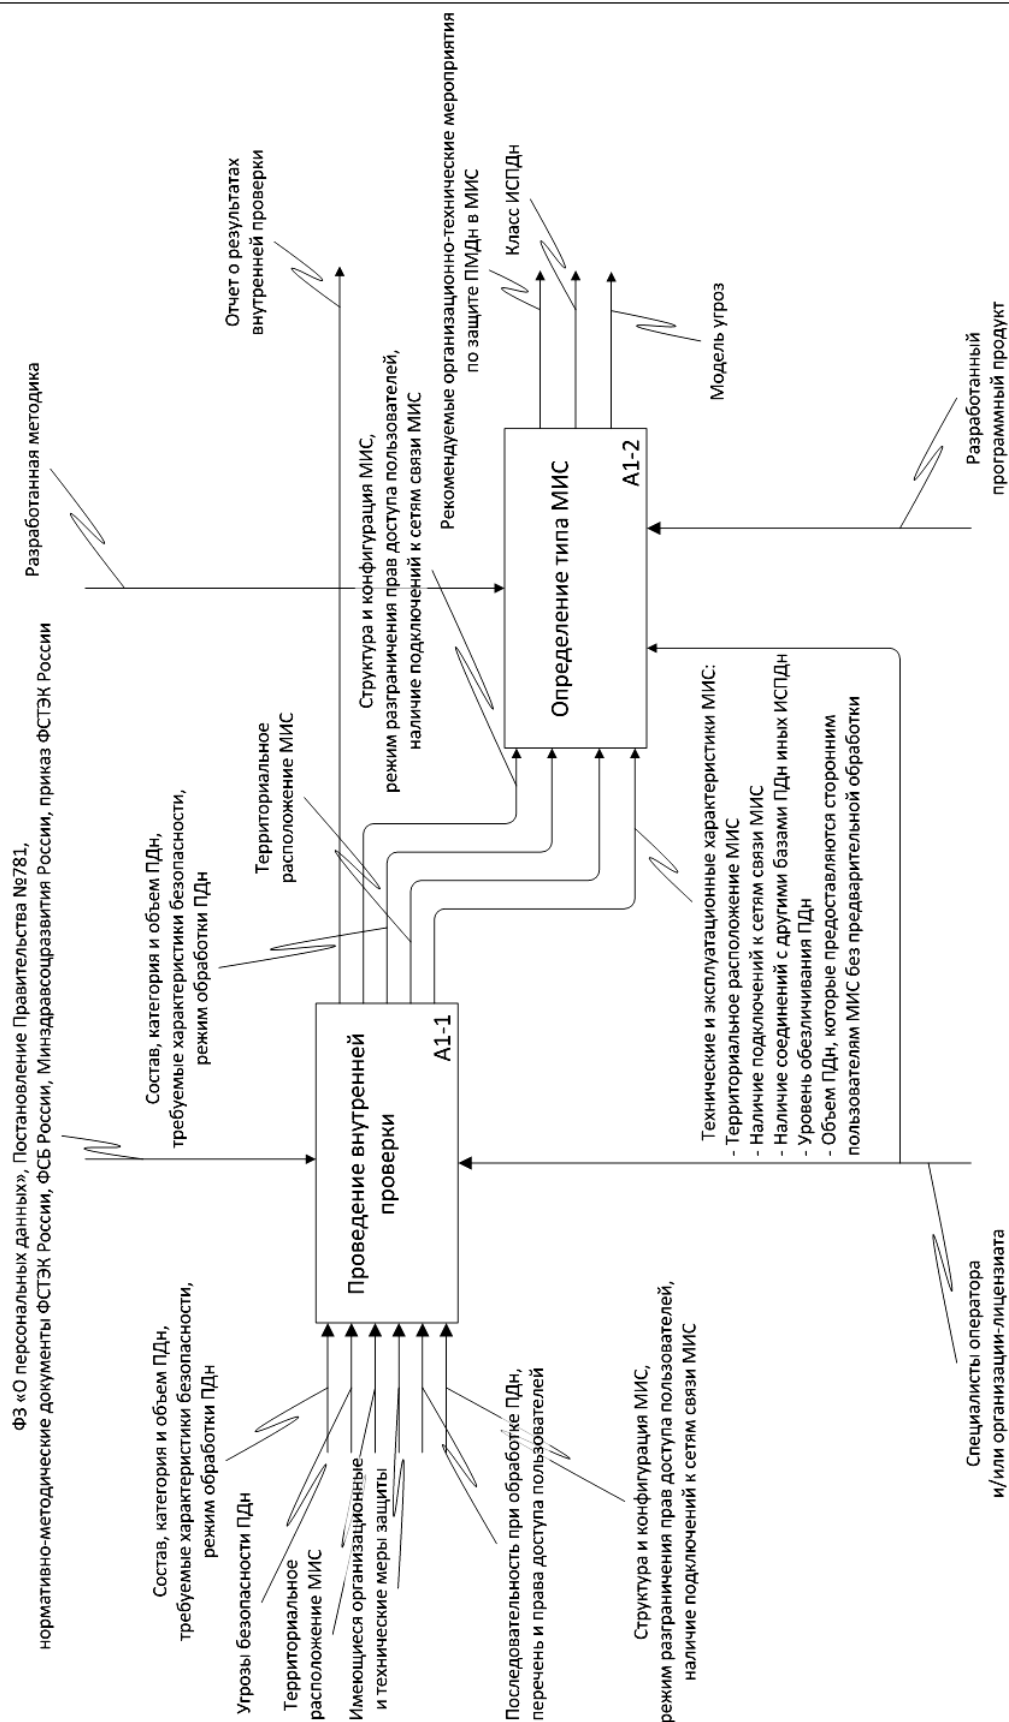 ФЗ «О персональных данных», Постановление Правительства №781,
нормативно-методические документы ФСТЭК России, ФСБ России, Минздравсоцразвития России, приказ ФСТЭК России
Разработанная методика
Состав, категория и объем ПДн,
требуемые характеристики безопасности,
режим обработки ПДн
Угрозы безопасности ПДн
Территориальное
расположение МИС
Имеющиеся организационные
и технические меры защиты
Последовательность при обработке ПДн,
перечень и права доступа пользователей
Структура и конфигурация МИС,
режим разграничения прав доступа пользователей,
наличие подключений к сетям связи МИС
Проведение внутренней
проверки
А1-1
Состав, категория и объем ПДн,
требуемые характеристики безопасности,
режим обработки ПДн
Территориальное
расположение МИС
Структура и конфигурация МИС,
режим разграничения прав доступа пользователей,
наличие подключений к сетям связи МИС
Отчет о результатах
внутренней проверки
Технические и эксплуатационные характеристики МИС:
- Территориальное расположение МИС
- Наличие подключений к сетям связи МИС
- Наличие соединений с другими базами ПДн иных ИСПДн
- Уровень обезличивания ПДн
- Объем ПДн, которые предоставляются сторонним
пользователям МИС без предварительной обработки
Определение типа МИС
А1-2
Рекомендуемые организационно-технические мероприятия
по защите ПМДн в МИС
Класс ИСПДн
Модель угроз
Специалисты оператора
и/или организации-лицензиата
Разработанный
программный продукт